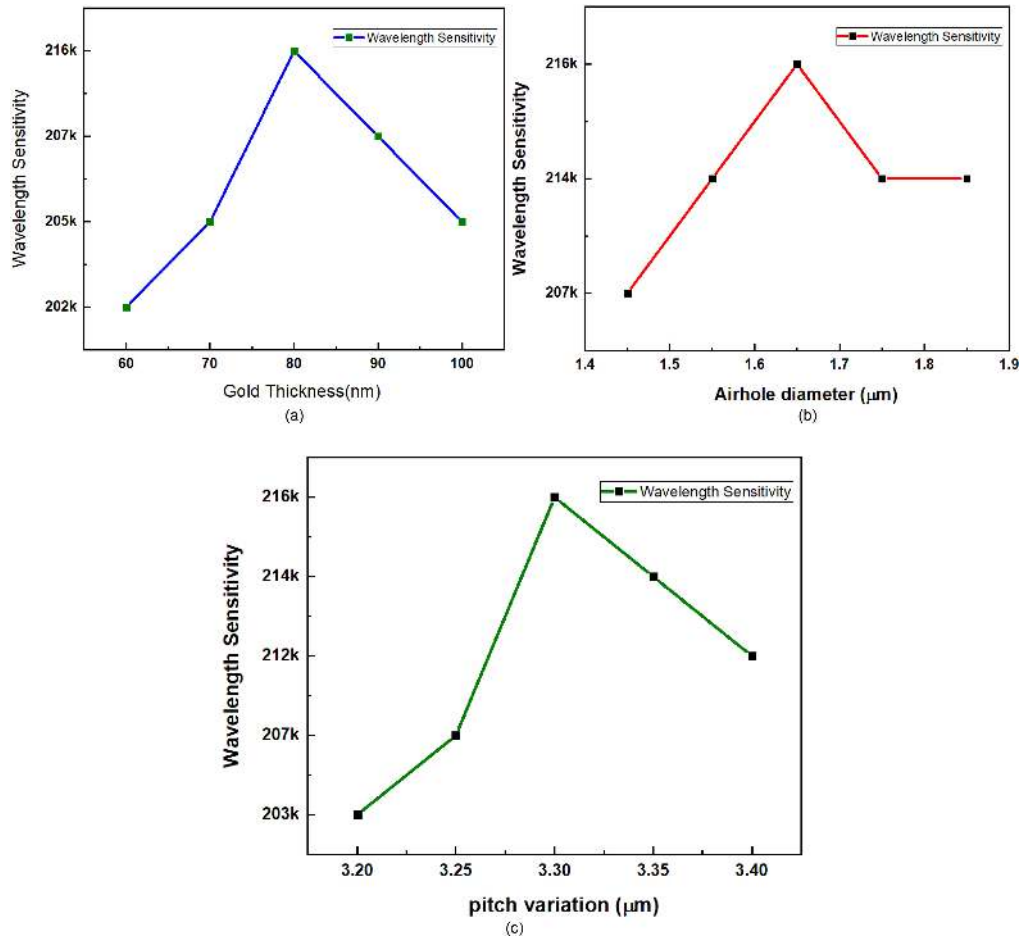 Wavelength Sensitivity
216k
207k
205k
202k
Wavelength Sensitivity
60
70
80
90
100
Gold Thickness(nm)
(a)
Wavelength Sensitivity
216k
214k
207k
Wavelength Sensitivity
1.4
1.5
1.6
1.7
1.8
1.9
Airhole diameter (μm)
(b)
Wavelength Sensitivity
216k
214k
212k
207k
203k
Wavelength Sensitivity
3.20
3.25
3.30
3.35
3.40
pitch variation (μm)
(c)